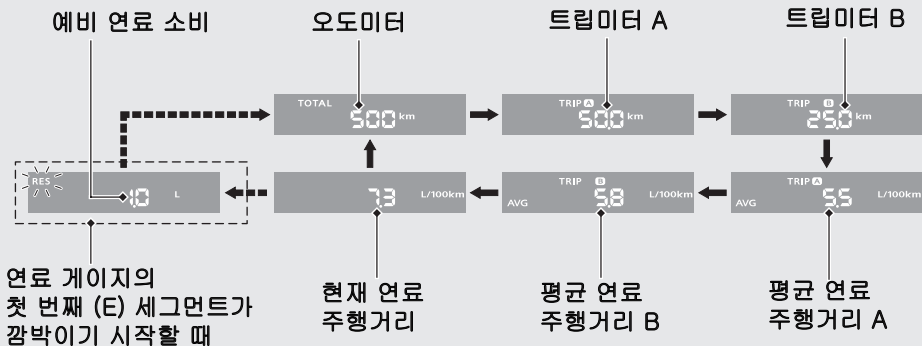 예비 연료 소비
오도미터
트립미터 A
트립미터 B
TOTAL
500 km
TRIP A
50.0 km
TRIP B
25.0 km
RES
1.0 L
7.3 L/100km
TRIP B
AVG 5.8 L/100km
TRIP A
AVG 5.5 L/100km
연료 게이지의
첫 번째 (E) 세그먼트가
깜박이기 시작할 때
현재 연료
주행거리
평균 연료
주행거리 B
평균 연료
주행거리 A